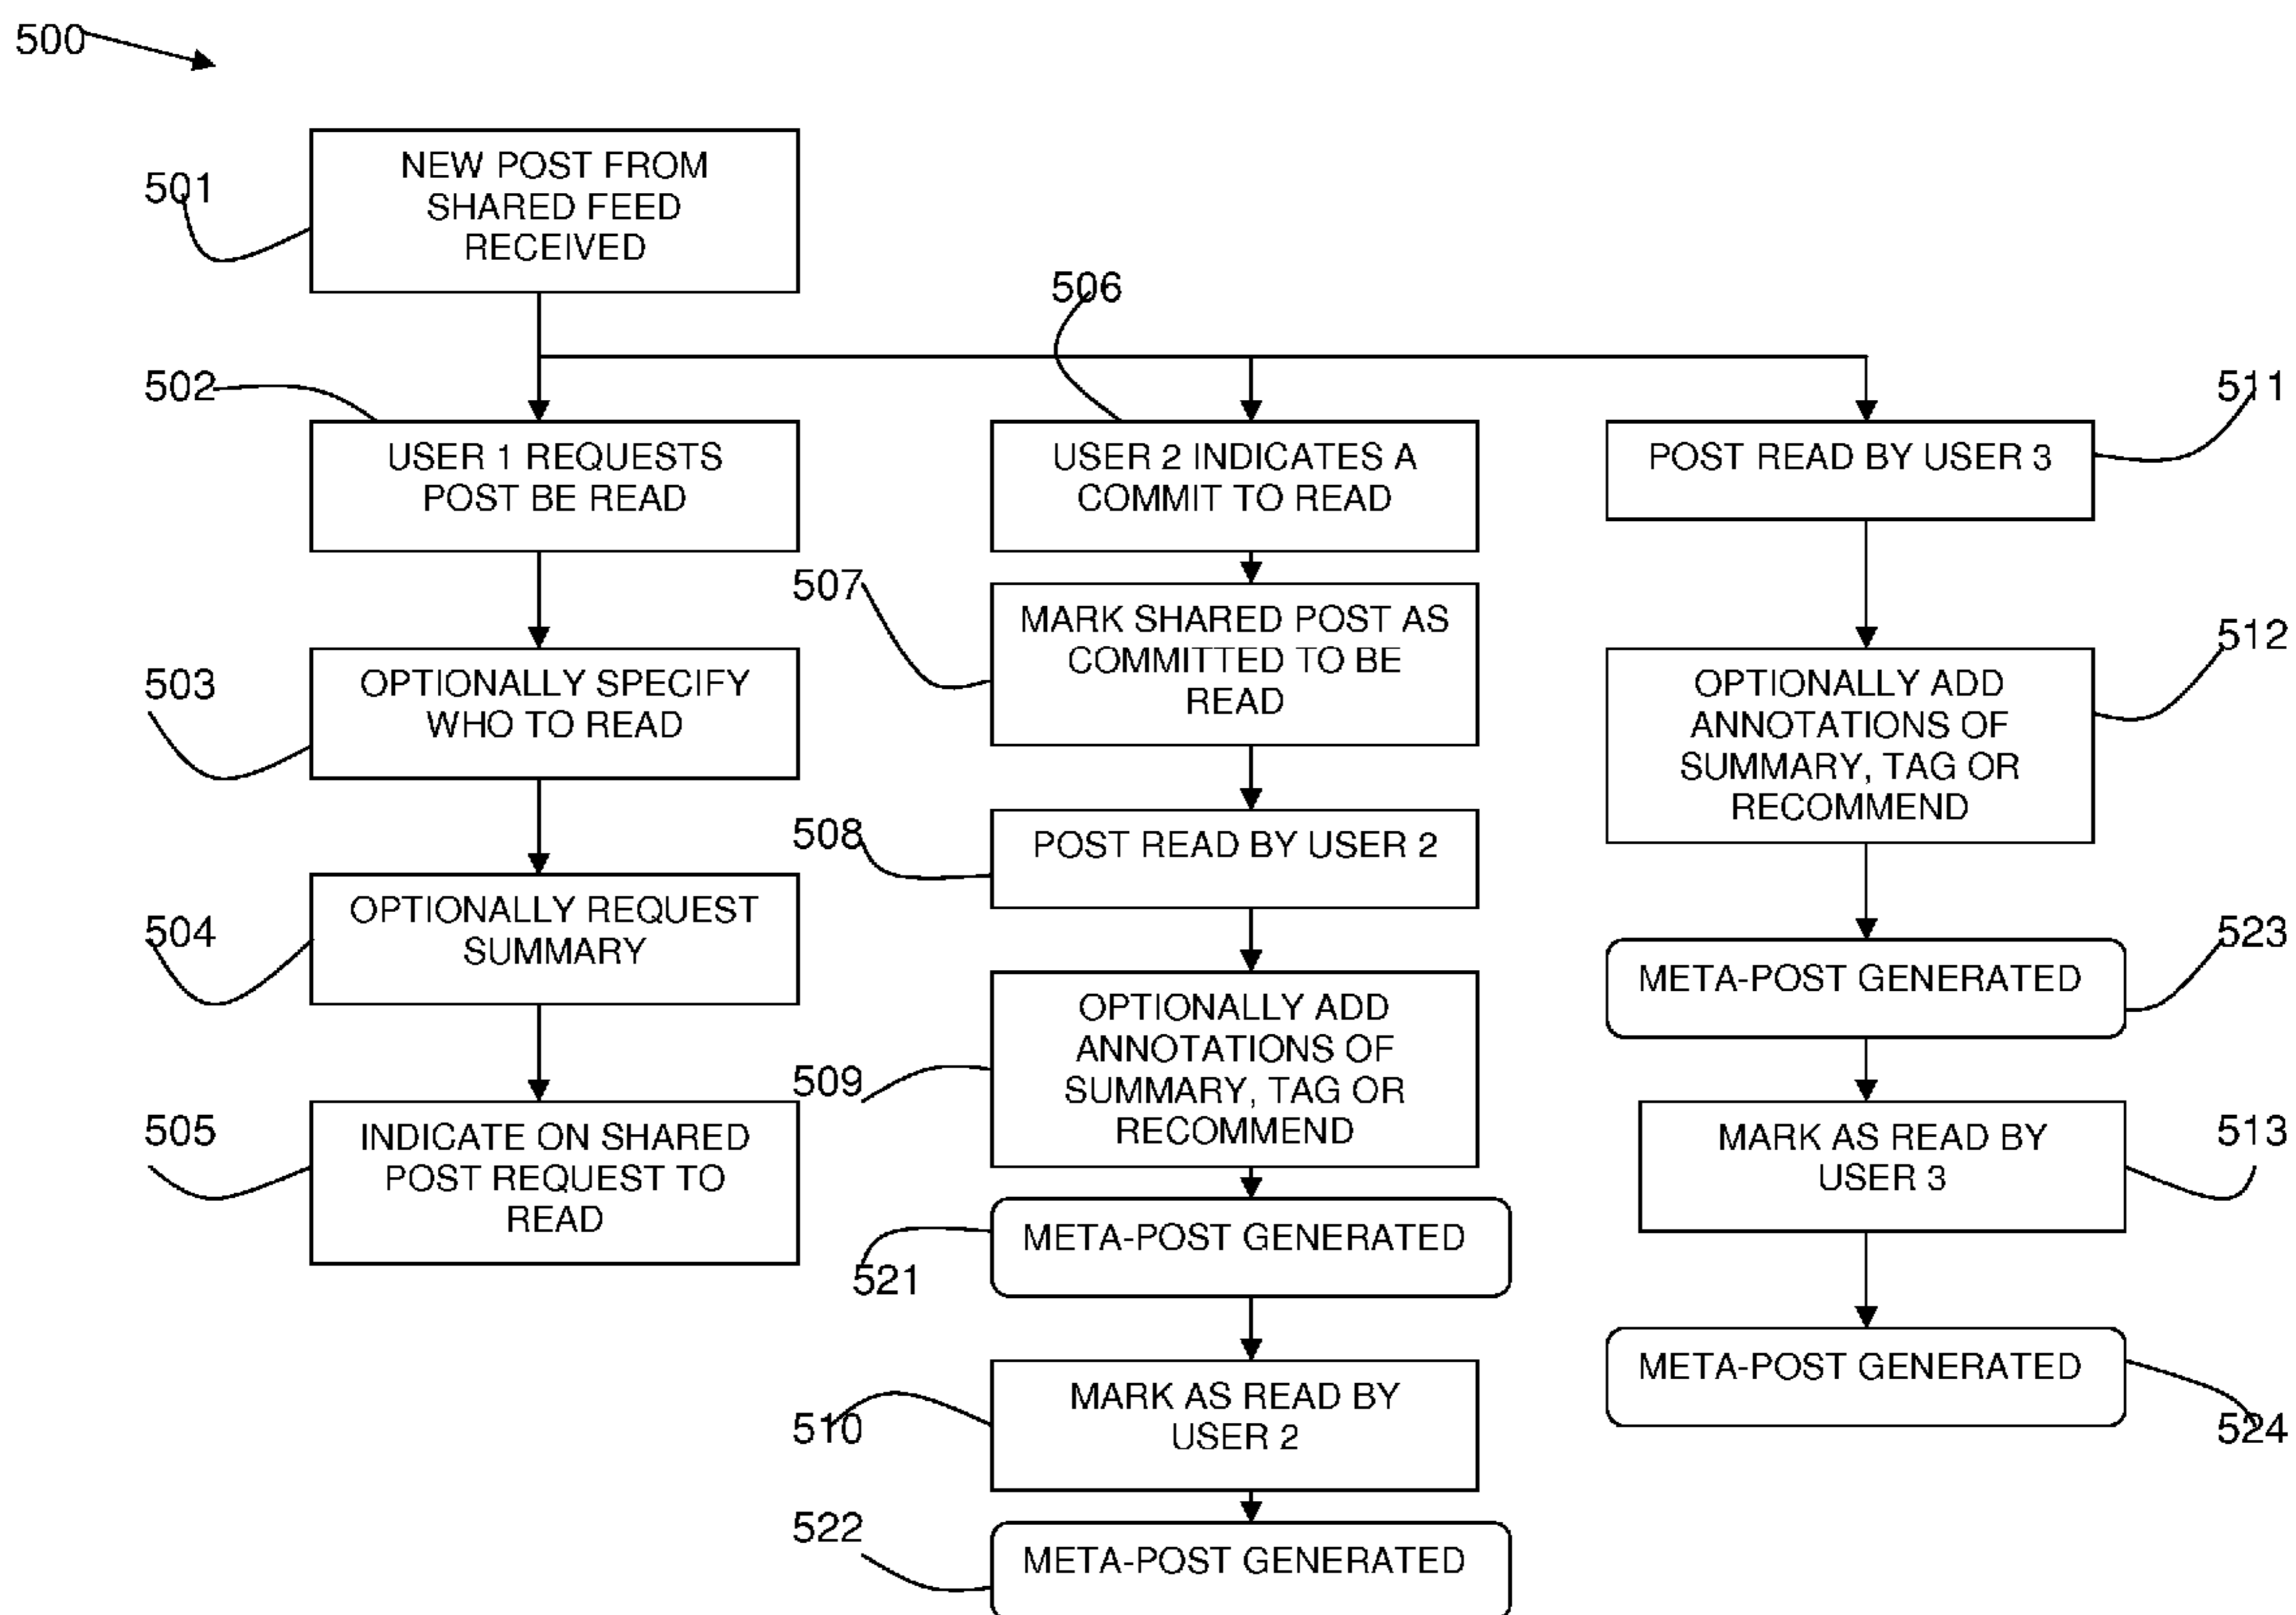 500
501
NEW POST FROM
SHARED FEED
RECEIVED
502
USER 1 REQUESTS
POST BE READ
503
OPTIONALLY SPECIFY
WHO TO READ
504
OPTIONALLY REQUEST
SUMMARY
505
INDICATE ON SHARED
POST REQUEST TO
READ
506
USER 2 INDICATES A
COMMIT TO READ
507
MARK SHARED POST AS
COMMITTED TO BE
READ
508
POST READ BY USER 2
509
OPTIONALLY ADD
ANNOTATIONS OF
SUMMARY, TAG OR
RECOMMEND
521
META-POST GENERATED
510
MARK AS READ BY
USER 2
522
META-POST GENERATED
511
POST READ BY USER 3
512
OPTIONALLY ADD
ANNOTATIONS OF
SUMMARY, TAG OR
RECOMMEND
523
META-POST GENERATED
513
MARK AS READ BY
USER 3
524
META-POST GENERATED